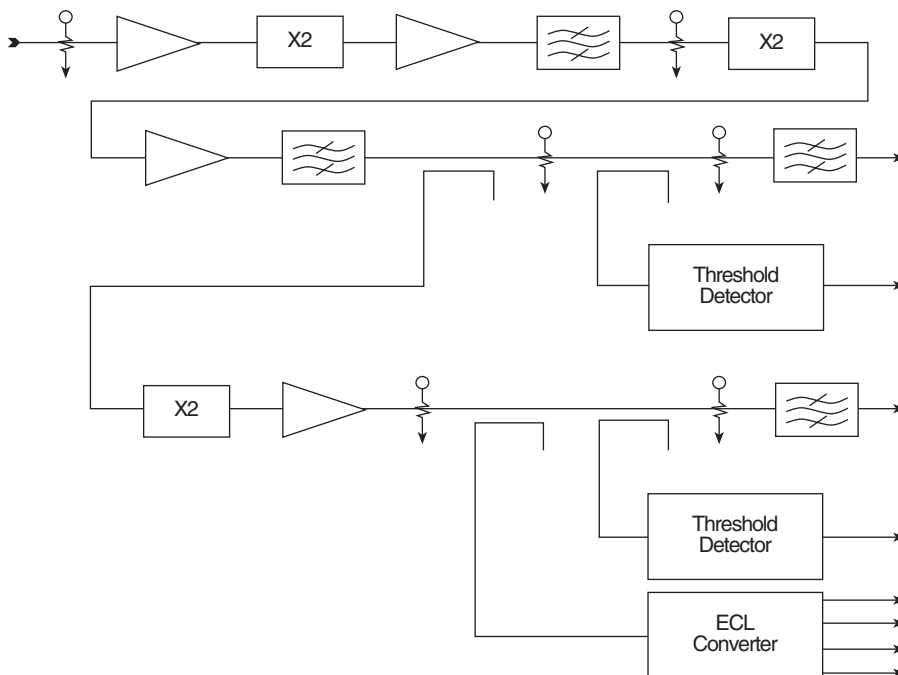 X2
X2
Threshold
Detector
X2
Threshold
Detector
ECL
Converter